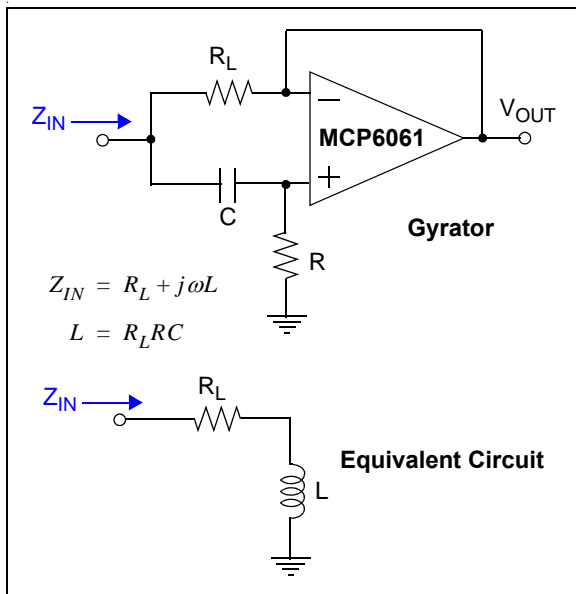 R_L
Z_IN
V_OUT
−
MCP6061
+
C
Gyrator
R
Z_IN = R_L + jωL
L = R_L RC
Z_IN
R_L
Equivalent Circuit
L